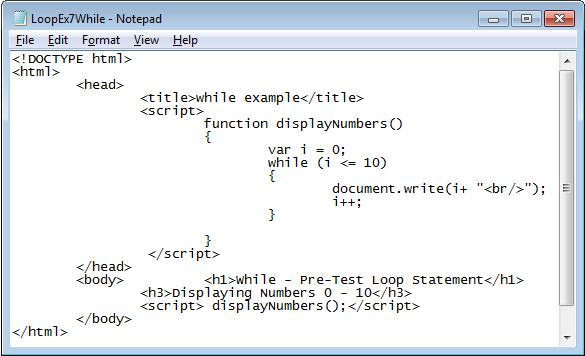 LoopEx7While - Notepad
File Edit Format View Help
<!DOCTYPE html>
<html>
<head>
<title>while example</title>
<script>
function displayNumbers()
{
var i = 0;
while (i <= 10)
{
document.write(i+ "<br/>");
i++;
}
}
</script>
</head>
<body> <h1>While - Pre-Test Loop Statement</h1>
<h3>Displaying Numbers 0 - 10</h3>
<script> displayNumbers();</script>
</body>
</html>